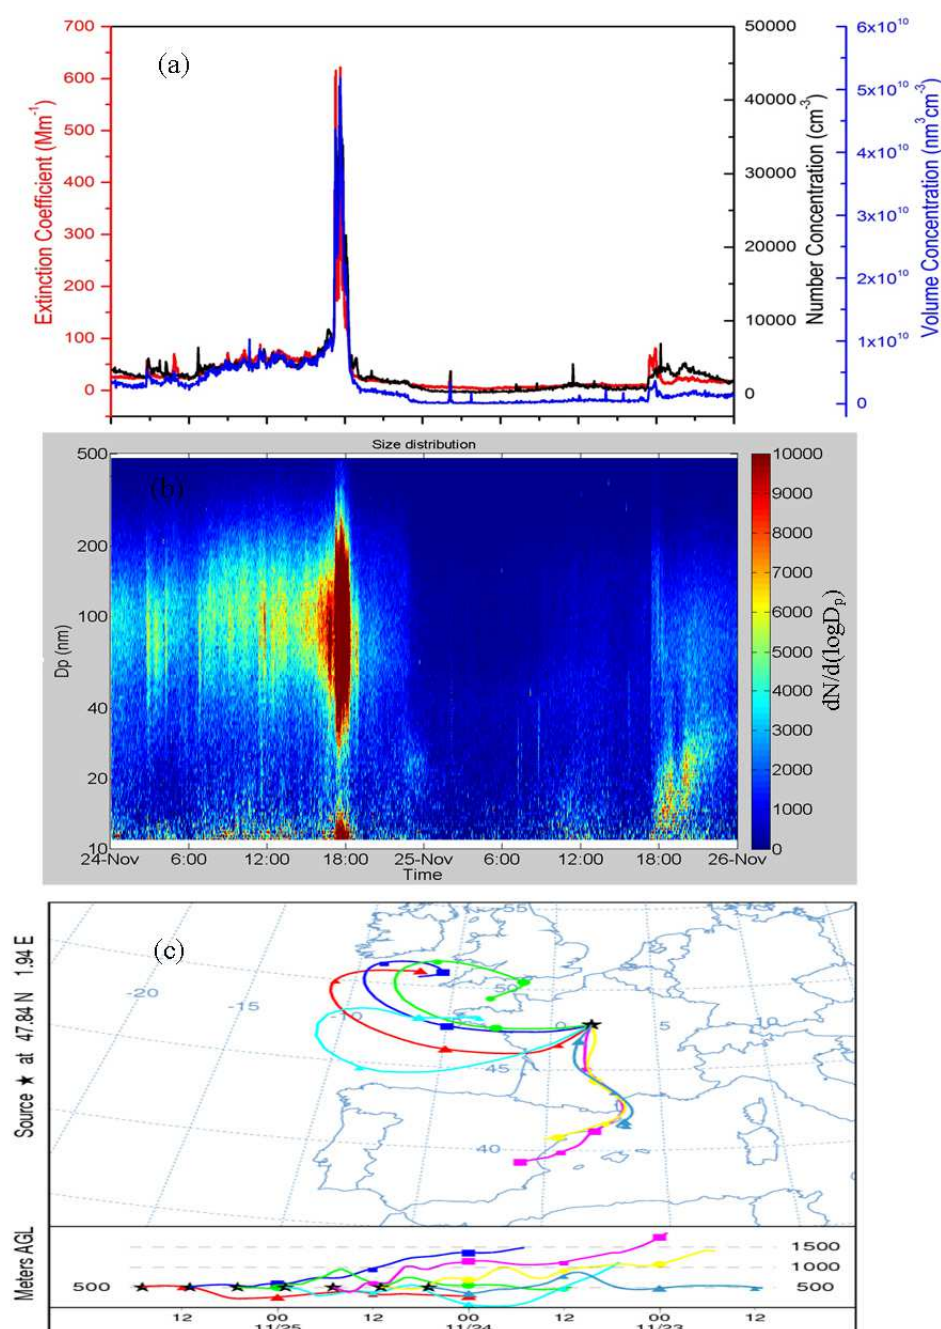 (a)
Extinction Coefficient (Mm⁻¹)
700
600
500
400
300
200
100
0
50000
40000
30000
20000
10000
0
Number Concentration (cm⁻³)
6x10¹⁰
5x10¹⁰
4x10¹⁰
3x10¹⁰
2x10¹⁰
1x10¹⁰
0
Volume Concentration (nm³cm⁻³)
Size distribution
(b)
Dp (nm)
500
200
100
40
20
10
24-Nov 6:00 12:00 18:00 25-Nov 6:00 12:00 18:00 26-Nov
Time
10000
9000
8000
7000
6000
5000
4000
3000
2000
1000
0
dN/d(logDₚ)
(c)
Source ★ at 47.84 N 1.94 E
-20 -15 -10 0 5 10
55
50
45
40
Meters AGL
500
1500
1000
500
12 00 12 00 12 00 12
11/25 11/24 11/23